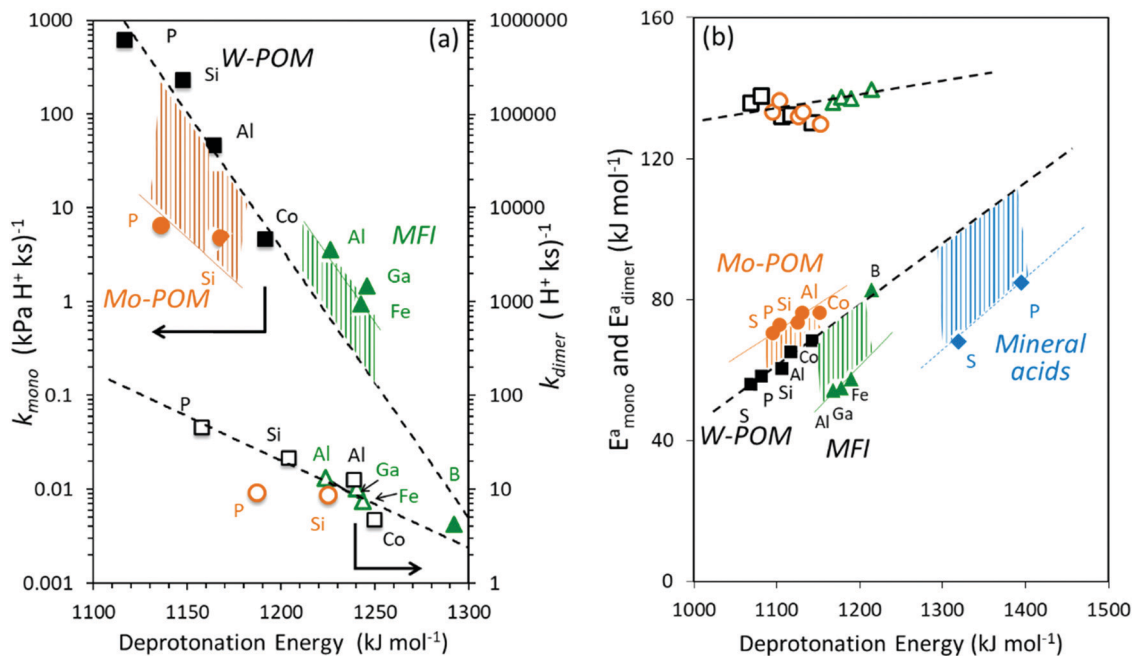 (a)
k_mono (kPa H⁺ ks)⁻¹
1000
100
10
1
0.1
0.01
0.001
k_dimer (H⁺ ks)⁻¹
1000000
100000
10000
1000
100
10
1
1100 1150 1200 1250 1300
Deprotonation Energy (kJ mol⁻¹)
P
W-POM
Si
Al
Co
P
Si
Mo-POM
Al
MFI
Ga
Fe
P
Si
Al
Al
Ga
Fe
B
P
Si
Co
(b)
Eᵃ_mono and Eᵃ_dimer (kJ mol⁻¹)
160
120
80
40
0
1000 1100 1200 1300 1400 1500
Deprotonation Energy (kJ mol⁻¹)
Mo-POM
S
P
Si
Al
Co
B
S
P
Si
Al
Co
W-POM
Al
Ga
Fe
MFI
S
P
Mineral
acids